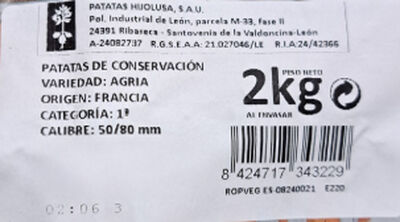 PATATAS HIJOLUSA, S.A.U.
Pol. Industrial de León, parcela M-33, fase II
24391 Ribaseca - Santovenia de la Valdoncina-León
A-24082737 R.G.S.E.A.A: 21.027046/LE R.I.A:24/42366
PATATAS DE CONSERVACIÓN
VARIEDAD: AGRIA
ORIGEN: FRANCIA
CATEGORÍA: 1ª
CALIBRE: 50/80 mm
PESO NETO
2kg
AL ENVASAR
8 424717 343229
ROPVEG ES-08240021 E220
02:06 3